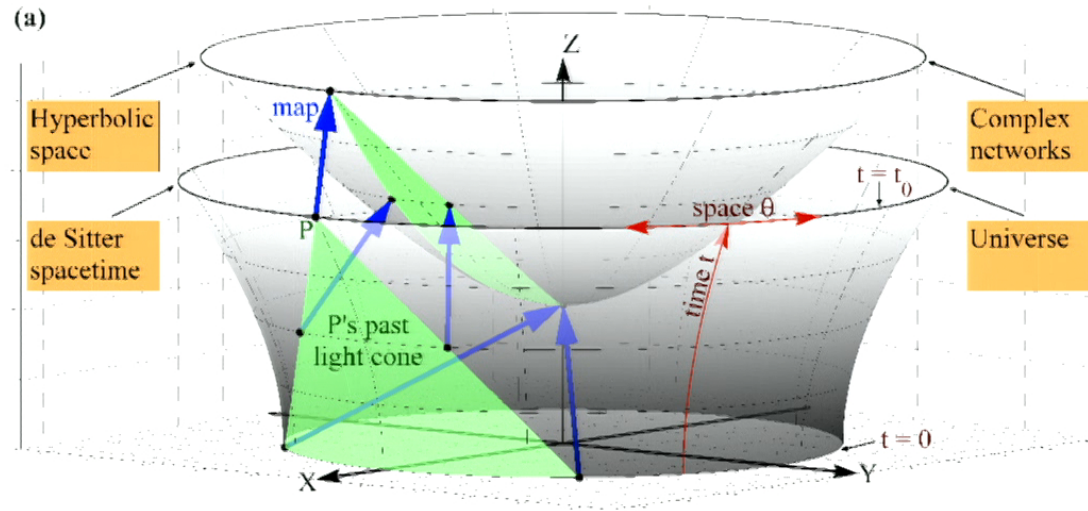 (a)
Z
Hyperbolic
space
map
Complex
networks
t = t0
space θ
de Sitter
spacetime
P
Universe
time t
P's past
light cone
t = 0
X
Y